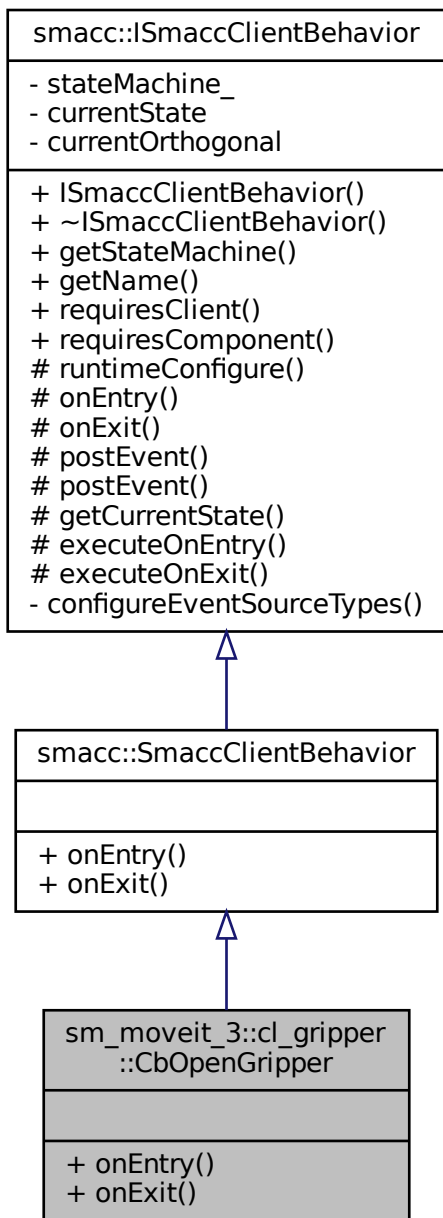 smacc::ISmaccClientBehavior
- stateMachine_
- currentState
- currentOrthogonal
+ ISmaccClientBehavior()
+ ~ISmaccClientBehavior()
+ getStateMachine()
+ getName()
+ requiresClient()
+ requiresComponent()
# runtimeConfigure()
# onEntry()
# onExit()
# postEvent()
# postEvent()
# getCurrentState()
# executeOnEntry()
# executeOnExit()
- configureEventSourceTypes()
smacc::SmaccClientBehavior
+ onEntry()
+ onExit()
sm_moveit_3::cl_gripper
::CbOpenGripper
+ onEntry()
+ onExit()